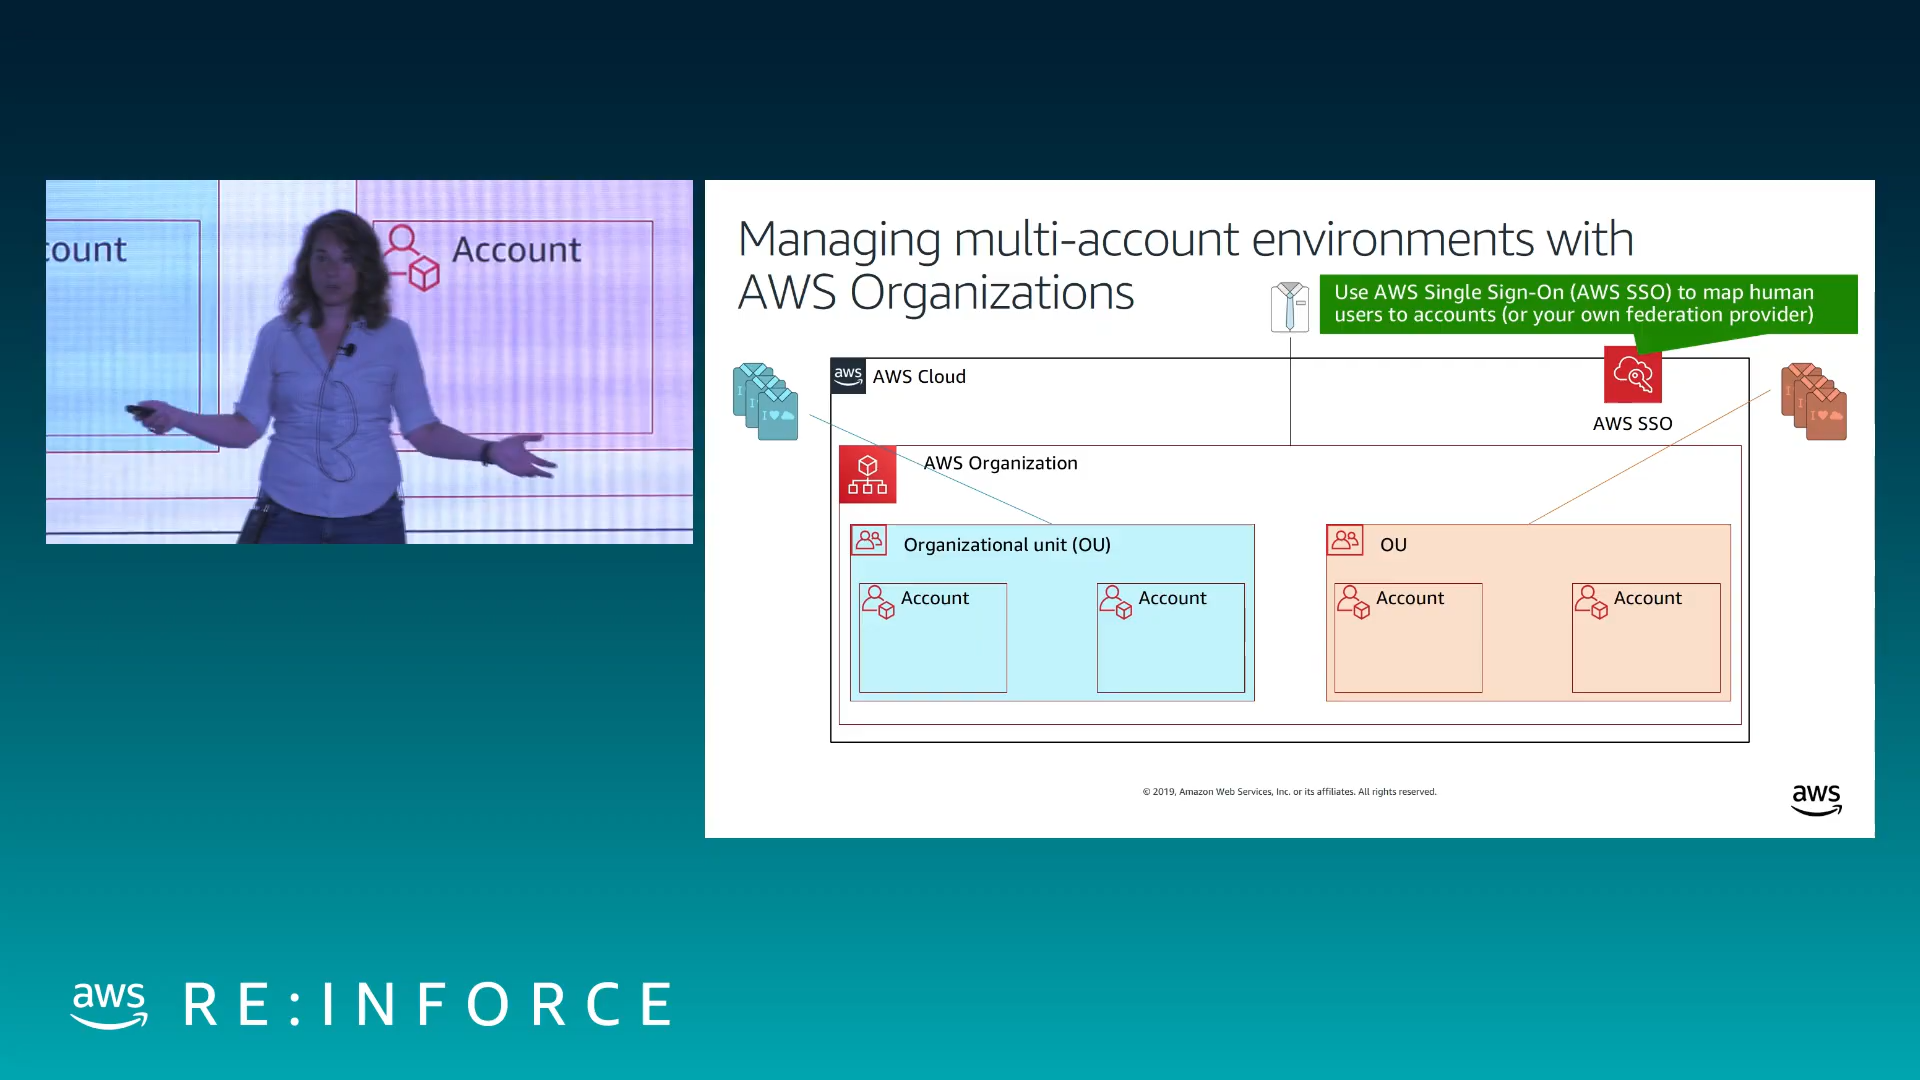 count
Account
Managing multi-account environments with
AWS Organizations
Use AWS Single Sign-On (AWS SSO) to map human
users to accounts (or your own federation provider)
aws
AWS Cloud
AWS SSO
I
I
I
I
I
I
AWS Organization
Organizational unit (OU)
OU
Account
Account
Account
Account
© 2019, Amazon Web Services, Inc. or its affiliates. All rights reserved.
aws
aws RE:INFORCE